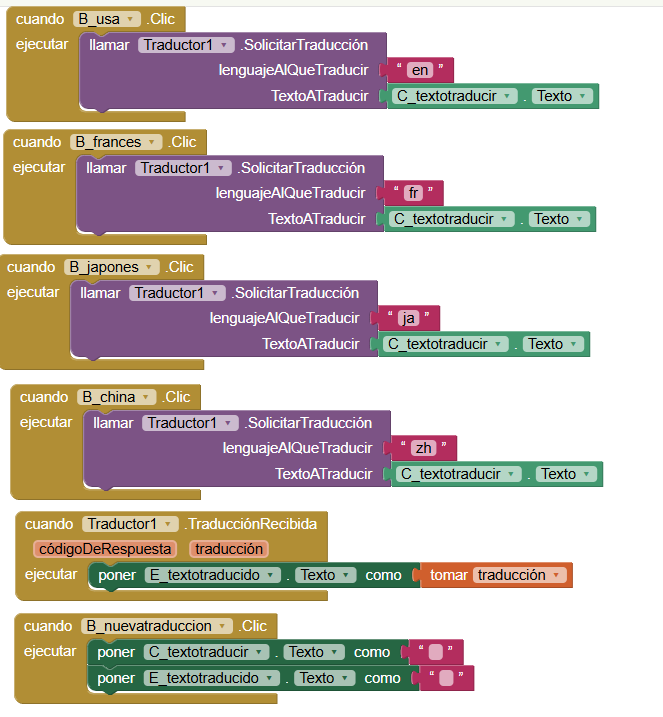 cuando B_usa .Clic
ejecutar llamar Traductor1 .SolicitarTraducción
lenguajeAlQueTraducir “ en ”
TextoATraducir C_textotraducir . Texto
cuando B_frances .Clic
ejecutar llamar Traductor1 .SolicitarTraducción
lenguajeAlQueTraducir “ fr ”
TextoATraducir C_textotraducir . Texto
cuando B_japones .Clic
ejecutar llamar Traductor1 .SolicitarTraducción
lenguajeAlQueTraducir “ ja ”
TextoATraducir C_textotraducir . Texto
cuando B_china .Clic
ejecutar llamar Traductor1 .SolicitarTraducción
lenguajeAlQueTraducir “ zh ”
TextoATraducir C_textotraducir . Texto
cuando Traductor1 .TraducciónRecibida
códigoDeRespuesta traducción
ejecutar poner E_textotraducido . Texto como tomar traducción
cuando B_nuevatraduccion .Clic
ejecutar poner C_textotraducir . Texto como “ ”
poner E_textotraducido . Texto como “ ”